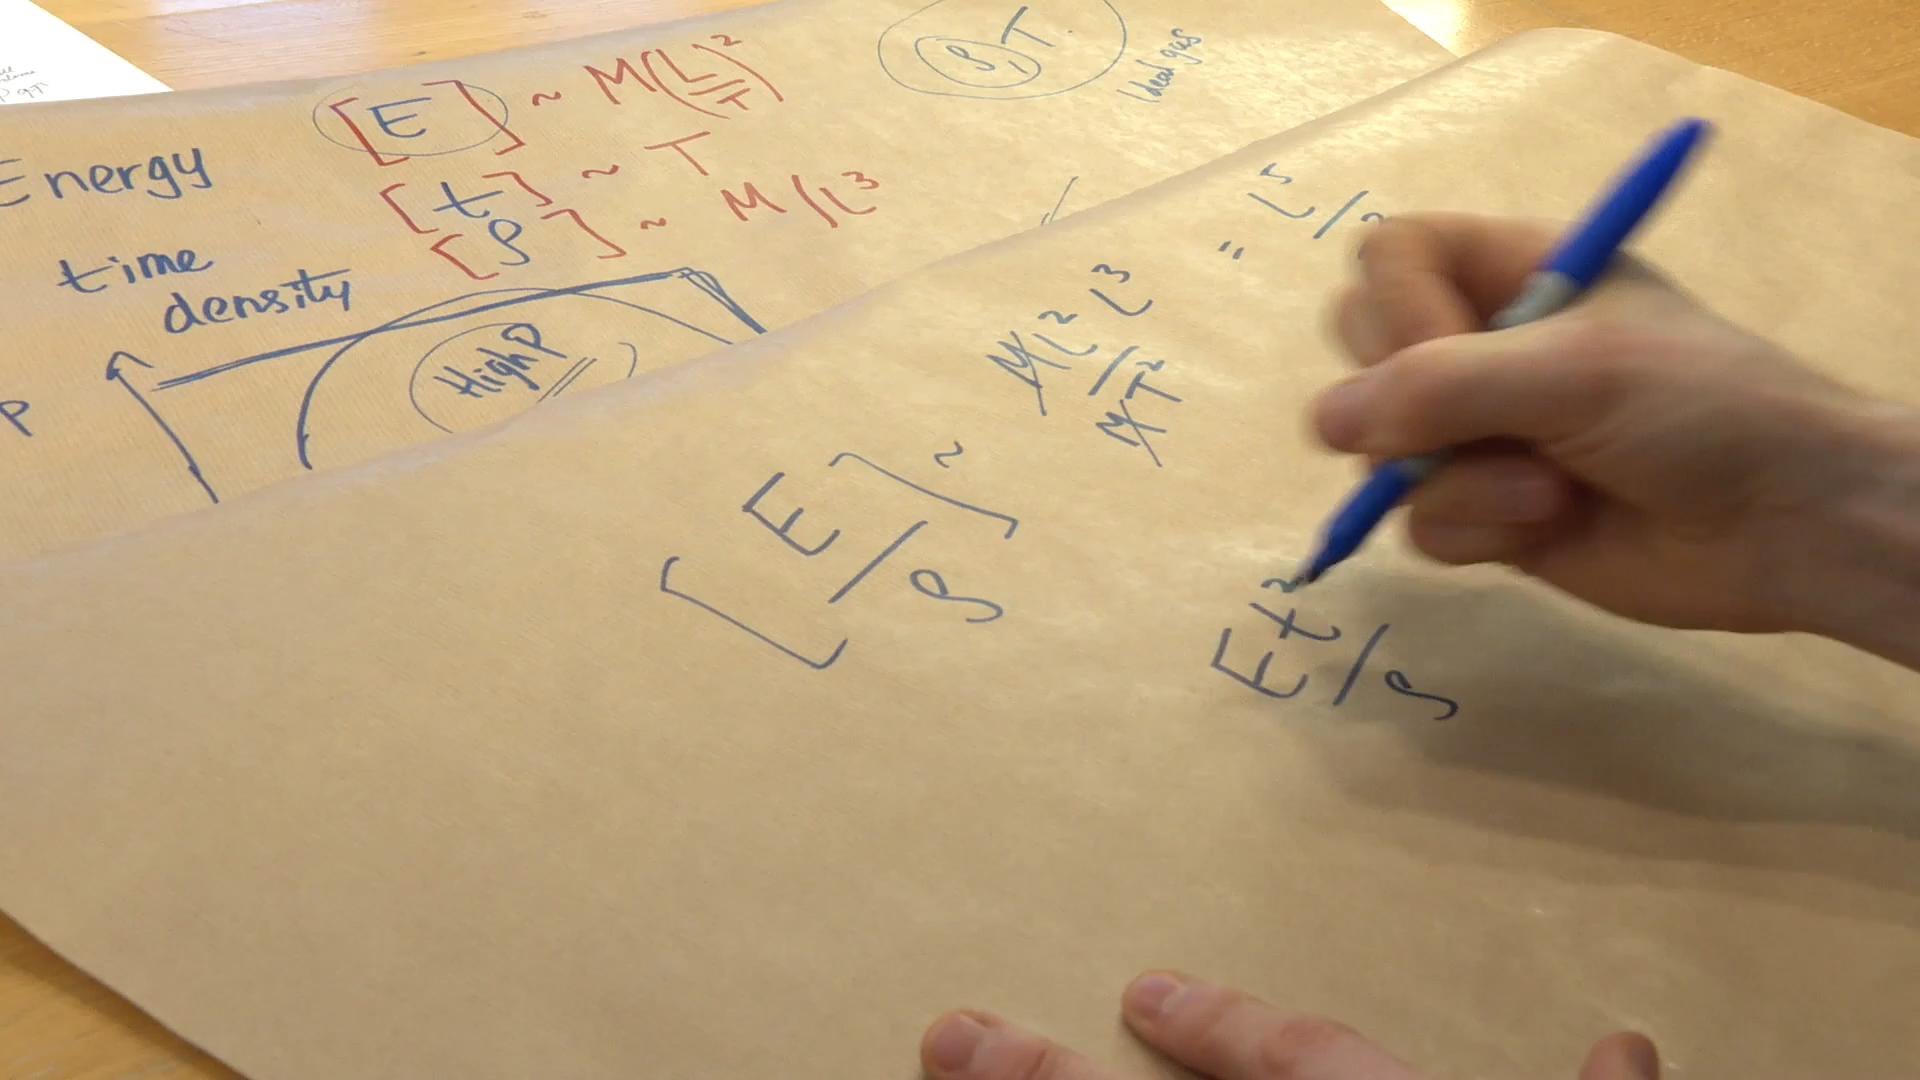 Energy [E] ~ M(L/T)²
time [t] ~ T
density [ρ] ~ M/L³
ρ, T
Ideal gas
P
High P
[E/ρ] ~ ML²L³/MT² = L⁵/
Et²/ρ